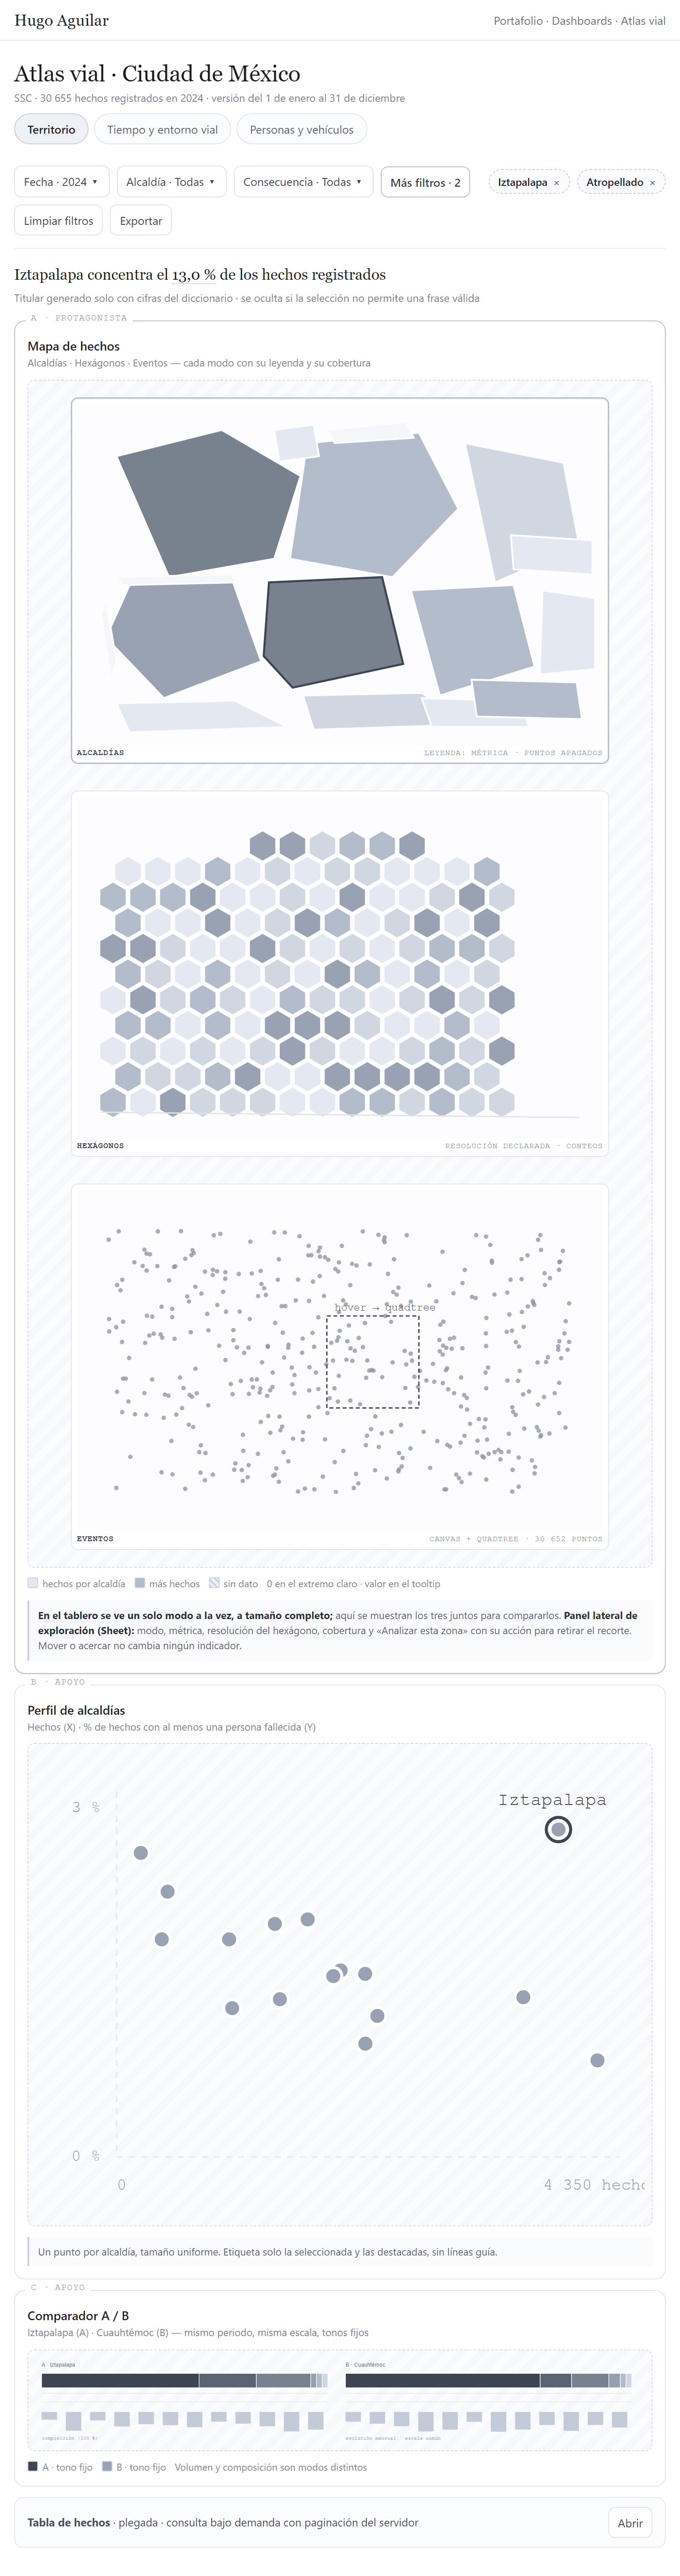 Hugo Aguilar
Portafolio · Dashboards · Atlas vial
Atlas vial · Ciudad de México
SSC · 30 655 hechos registrados en 2024 · versión del 1 de enero al 31 de diciembre
Territorio
Tiempo y entorno vial
Personas y vehículos
Fecha · 2024 ▾
Alcaldía · Todas ▾
Consecuencia · Todas ▾
Más filtros · 2
Iztapalapa ×
Atropellado ×
Limpiar filtros
Exportar
Iztapalapa concentra el 13,0 % de los hechos registrados
Titular generado solo con cifras del diccionario · se oculta si la selección no permite una frase válida
A · PROTAGONISTA
Mapa de hechos
Alcaldías · Hexágonos · Eventos — cada modo con su leyenda y su cobertura
ALCALDÍAS
LEYENDA: MÉTRICA · PUNTOS APAGADOS
HEXÁGONOS
RESOLUCIÓN DECLARADA · CONTEOS
hover → quadtree
EVENTOS
CANVAS + QUADTREE · 30 652 PUNTOS
hechos por alcaldía
más hechos
sin dato
0 en el extremo claro · valor en el tooltip
En el tablero se ve un solo modo a la vez, a tamaño completo; aquí se muestran los tres juntos para compararlos. Panel lateral de
exploración (Sheet): modo, métrica, resolución del hexágono, cobertura y «Analizar esta zona» con su acción para retirar el recorte.
Mover o acercar no cambia ningún indicador.
B · APOYO
Perfil de alcaldías
Hechos (X) · % de hechos con al menos una persona fallecida (Y)
3 %
Iztapalapa
0 %
0
4 350 hecho
Un punto por alcaldía, tamaño uniforme. Etiqueta solo la seleccionada y las destacadas, sin líneas guía.
C · APOYO
Comparador A / B
Iztapalapa (A) · Cuauhtémoc (B) — mismo periodo, misma escala, tonos fijos
A · Iztapalapa
B · Cuauhtémoc
composición (100 %)
evolución mensual · escala común
A · tono fijo
B · tono fijo
Volumen y composición son modos distintos
Tabla de hechos · plegada · consulta bajo demanda con paginación del servidor
Abrir